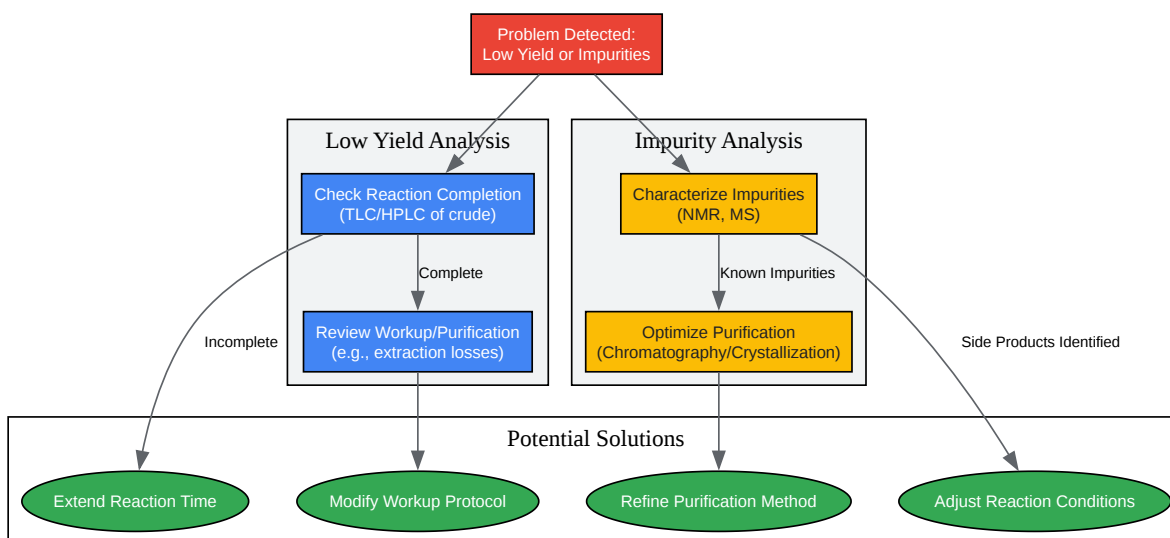 Problem Detected:
Low Yield or Impurities
Low Yield Analysis
Impurity Analysis
Check Reaction Completion
(TLC/HPLC of crude)
Characterize Impurities
(NMR, MS)
Complete
Known Impurities
Review Workup/Purification
(e.g., extraction losses)
Optimize Purification
(Chromatography/Crystallization)
Incomplete
Side Products Identified
Potential Solutions
Extend Reaction Time
Modify Workup Protocol
Refine Purification Method
Adjust Reaction Conditions